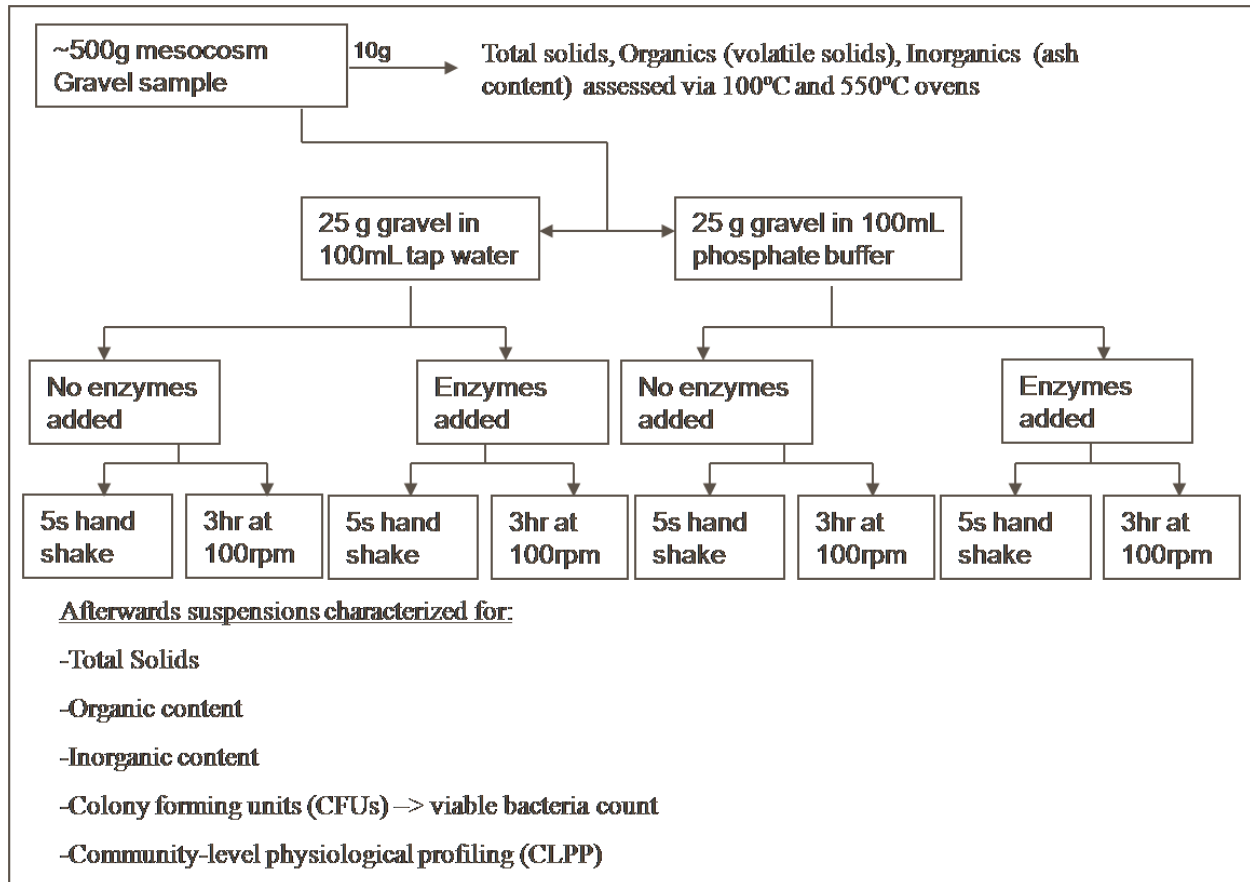 ~500g mesocosm
Gravel sample
10g
Total solids, Organics (volatile solids), Inorganics (ash
content) assessed via 100ºC and 550ºC ovens
25 g gravel in
100mL tap water
25 g gravel in 100mL
phosphate buffer
No enzymes
added
Enzymes
added
No enzymes
added
Enzymes
added
5s hand
shake
3hr at
100rpm
5s hand
shake
3hr at
100rpm
5s hand
shake
3hr at
100rpm
5s hand
shake
3hr at
100rpm
Afterwards suspensions characterized for:
-Total Solids
-Organic content
-Inorganic content
-Colony forming units (CFUs) –> viable bacteria count
-Community-level physiological profiling (CLPP)